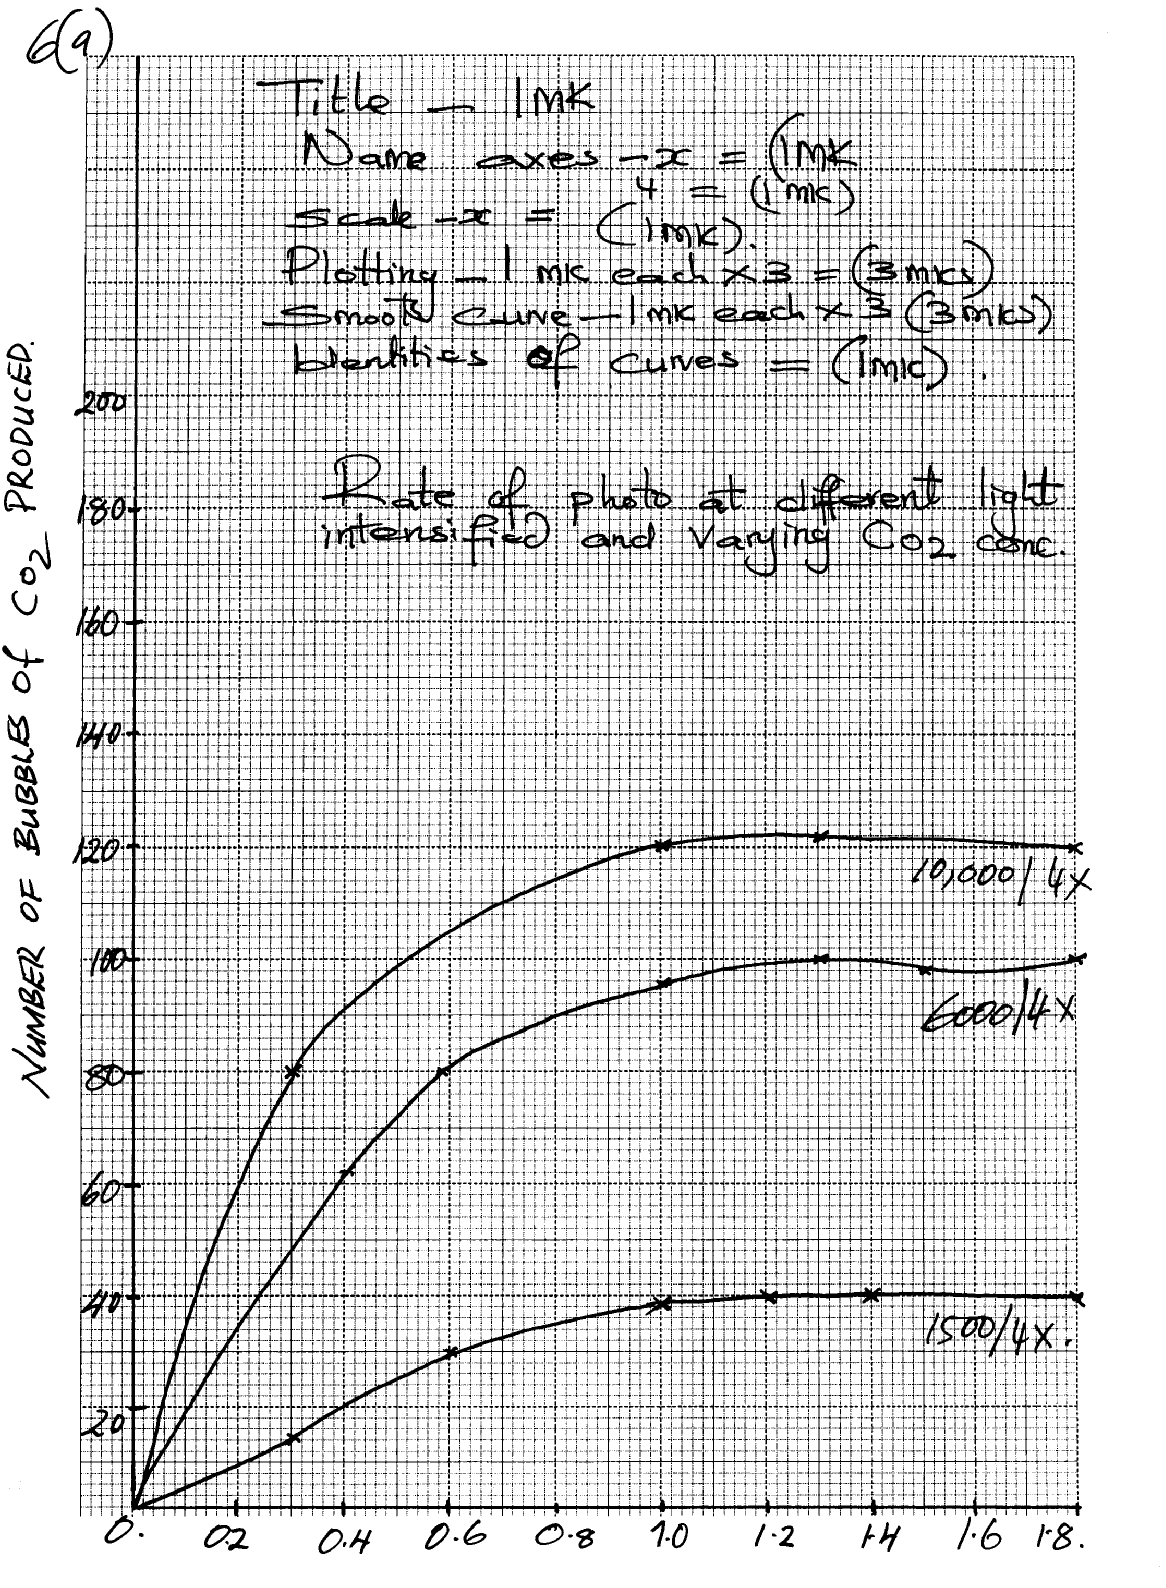 6(a)
Title — 1MK
Name axes - x = (1MK
y = (1mk)
Scale - x = (1MK).
Plotting — 1 mk each x 3 = (3mks)
Smooth curve — 1mk each x 3 (3mks)
Identities of curves = (1mk).
Rate of photo at different light
intensified and varying CO2 conc.
NUMBER OF BUBBLES Of CO2 PRODUCED.
200
180
160
140
120
100
80
60
40
20
10,000/4x
6000/4x
1500/4x.
0.
0.2
0.4
0.6
0.8
1.0
1.2
1.4
1.6
1.8.